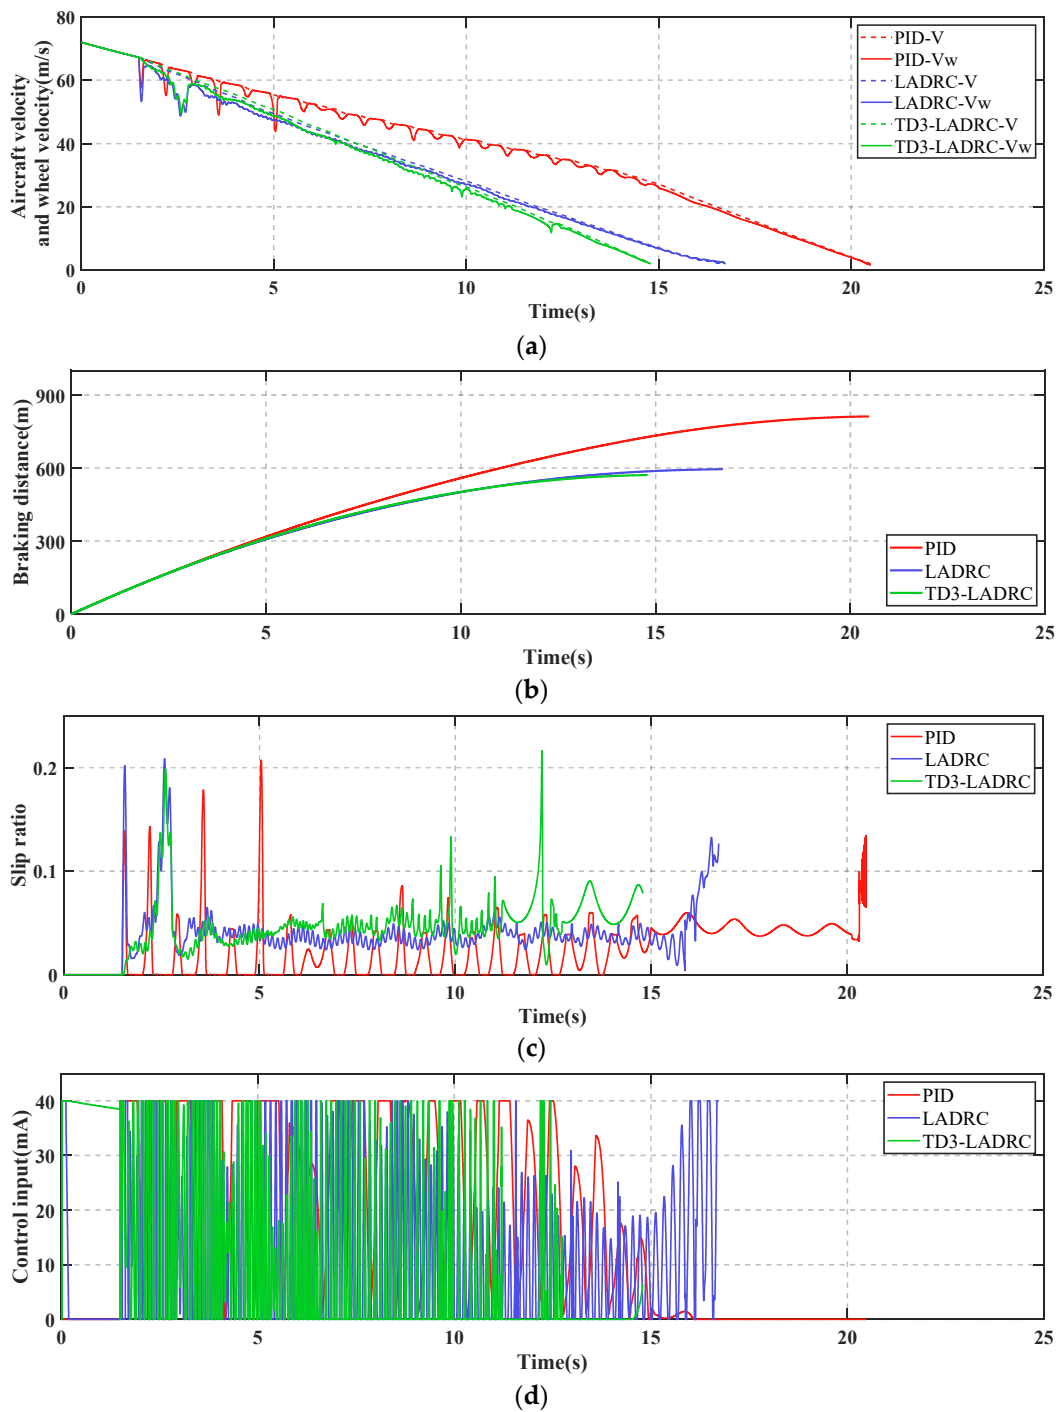 80
60
40
20
0
Aircraft velocity
and wheel velocity(m/s)
PID-V
PID-Vw
LADRC-V
LADRC-Vw
TD3-LADRC-V
TD3-LADRC-Vw
0 5 10 15 20 25
Time(s)
(a)
900
600
300
0
Braking distance(m)
PID
LADRC
TD3-LADRC
0 5 10 15 20 25
Time(s)
(b)
0.2
0.1
0
Slip ratio
PID
LADRC
TD3-LADRC
0 5 10 15 20 25
Time(s)
(c)
40
30
20
10
0
Control input(mA)
PID
LADRC
TD3-LADRC
0 5 10 15 20 25
Time(s)
(d)